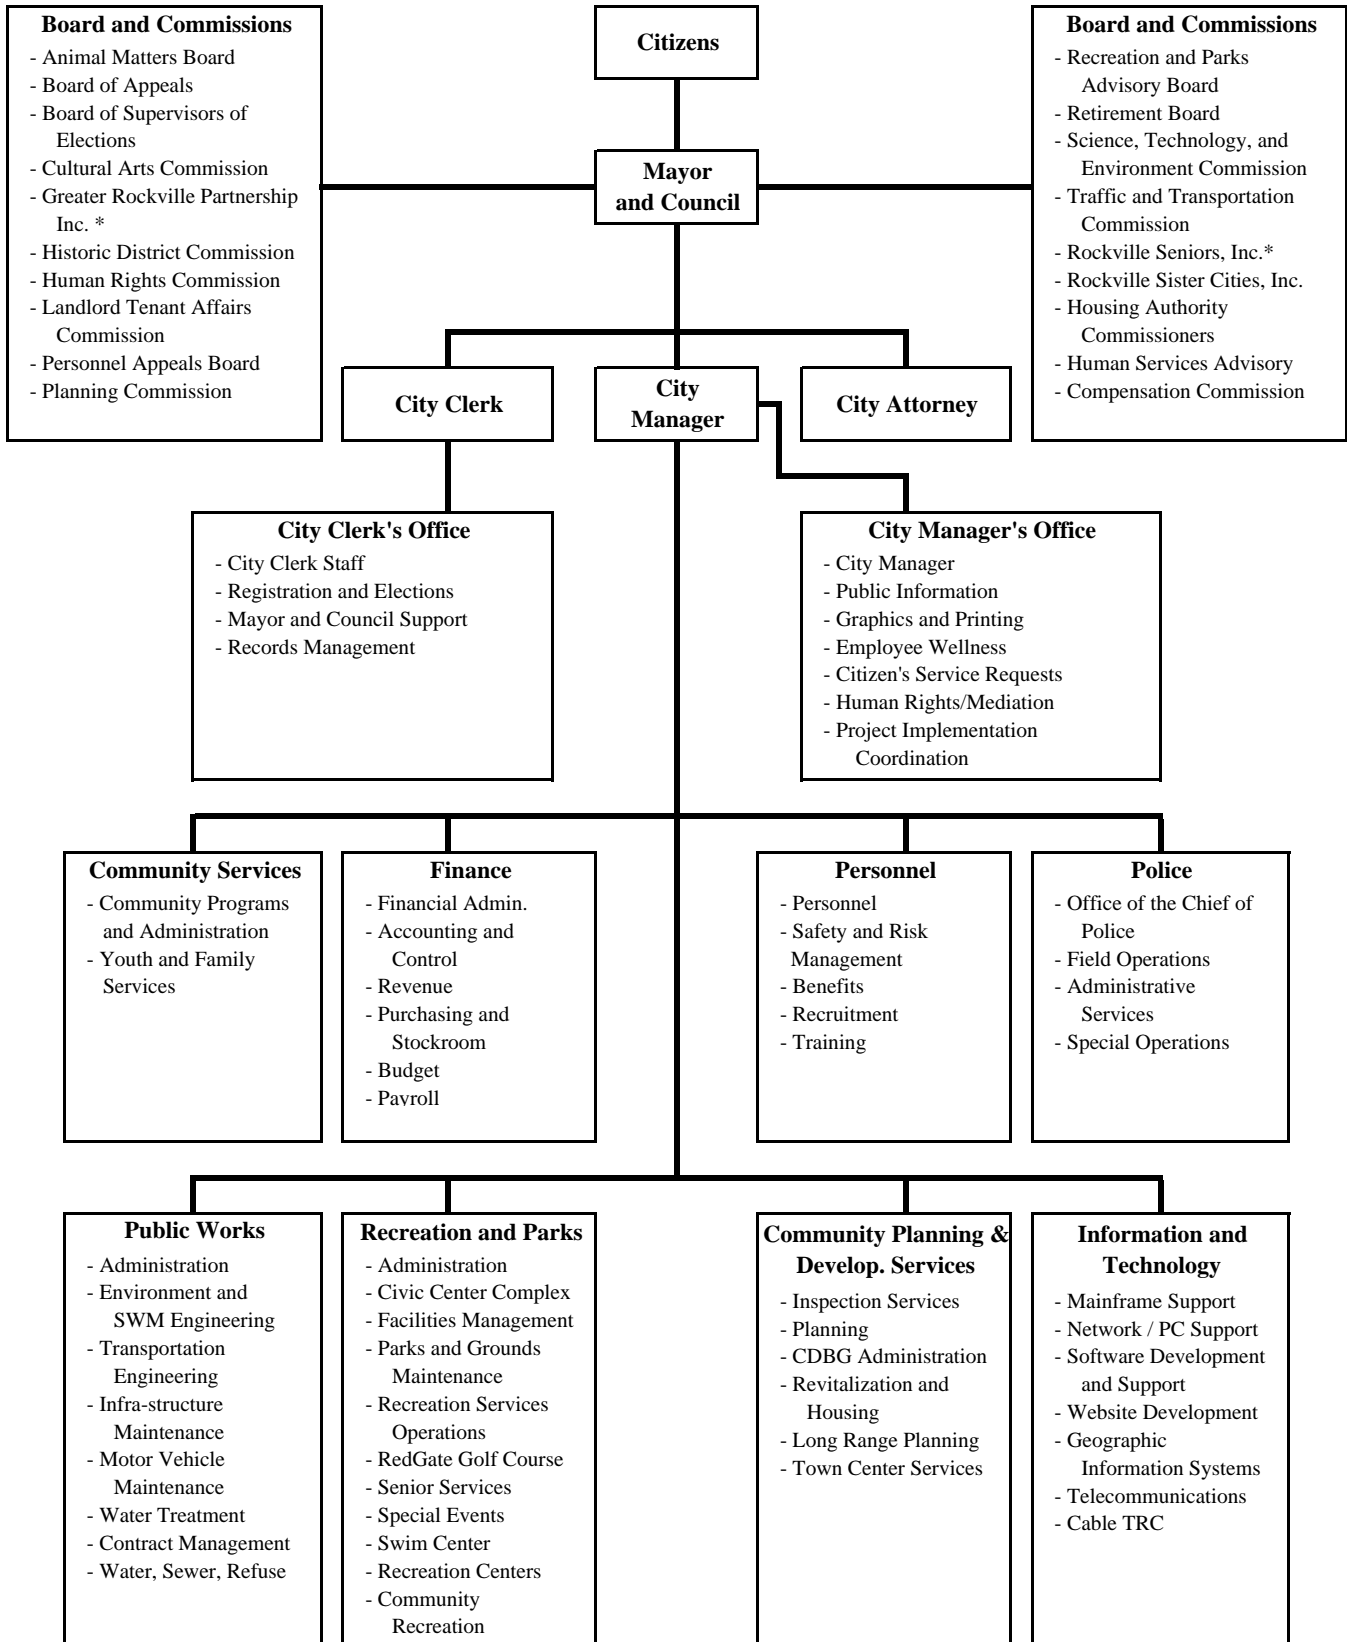 Board and Commissions
- Animal Matters Board
- Board of Appeals
- Board of Supervisors of
Elections
- Cultural Arts Commission
- Greater Rockville Partnership
Inc. *
- Historic District Commission
- Human Rights Commission
- Landlord Tenant Affairs
Commission
- Personnel Appeals Board
- Planning Commission
Citizens
Mayor
and Council
Board and Commissions
- Recreation and Parks
Advisory Board
- Retirement Board
- Science, Technology, and
Environment Commission
- Traffic and Transportation
Commission
- Rockville Seniors, Inc.*
- Rockville Sister Cities, Inc.
- Housing Authority
Commissioners
- Human Services Advisory
- Compensation Commission
City Clerk
City
Manager
City Attorney
City Clerk's Office
- City Clerk Staff
- Registration and Elections
- Mayor and Council Support
- Records Management
City Manager's Office
- City Manager
- Public Information
- Graphics and Printing
- Employee Wellness
- Citizen's Service Requests
- Human Rights/Mediation
- Project Implementation
Coordination
Community Services
- Community Programs
and Administration
- Youth and Family
Services
Finance
- Financial Admin.
- Accounting and
Control
- Revenue
- Purchasing and
Stockroom
- Budget
- Payroll
Personnel
- Personnel
- Safety and Risk
Management
- Benefits
- Recruitment
- Training
Police
- Office of the Chief of
Police
- Field Operations
- Administrative
Services
- Special Operations
Public Works
- Administration
- Environment and
SWM Engineering
- Transportation
Engineering
- Infra-structure
Maintenance
- Motor Vehicle
Maintenance
- Water Treatment
- Contract Management
- Water, Sewer, Refuse
Recreation and Parks
- Administration
- Civic Center Complex
- Facilities Management
- Parks and Grounds
Maintenance
- Recreation Services
Operations
- RedGate Golf Course
- Senior Services
- Special Events
- Swim Center
- Recreation Centers
- Community
Recreation
Community Planning &
Develop. Services
- Inspection Services
- Planning
- CDBG Administration
- Revitalization and
Housing
- Long Range Planning
- Town Center Services
Information and
Technology
- Mainframe Support
- Network / PC Support
- Software Development
and Support
- Website Development
- Geographic
Information Systems
- Telecommunications
- Cable TRC